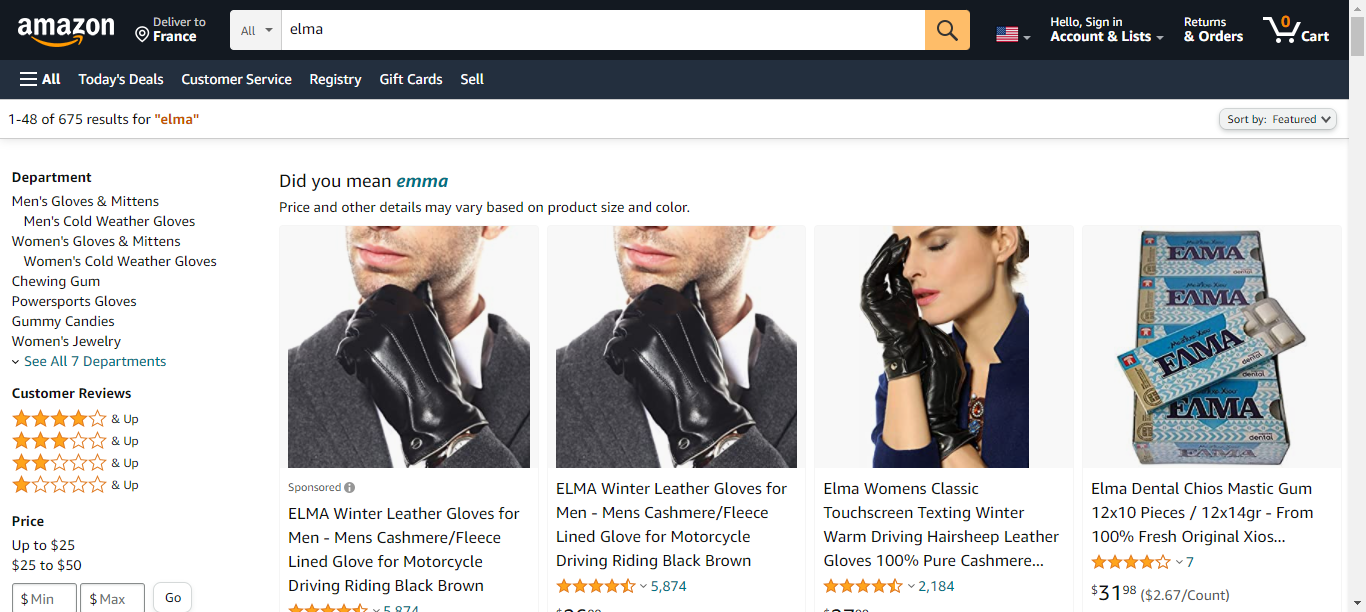 amazon
Deliver to
France
All
elma
Hello, Sign in
Account & Lists
Returns
& Orders
0
Cart
All
Today's Deals
Customer Service
Registry
Gift Cards
Sell
1-48 of 675 results for "elma"
Sort by: Featured
Department
Men's Gloves & Mittens
Men's Cold Weather Gloves
Women's Gloves & Mittens
Women's Cold Weather Gloves
Chewing Gum
Powersports Gloves
Gummy Candies
Women's Jewelry
See All 7 Departments
Customer Reviews
& Up
& Up
& Up
& Up
Price
Up to $25
$25 to $50
$ Min
$ Max
Go
Did you mean emma
Price and other details may vary based on product size and color.
Sponsored
ELMA Winter Leather Gloves for
Men - Mens Cashmere/Fleece
Lined Glove for Motorcycle
Driving Riding Black Brown
5,874
ELMA Winter Leather Gloves for
Men - Mens Cashmere/Fleece
Lined Glove for Motorcycle
Driving Riding Black Brown
5,874
Elma Womens Classic
Touchscreen Texting Winter
Warm Driving Hairsheep Leather
Gloves 100% Pure Cashmere...
2,184
ΕΛΜΑ
ΕΛΜΑ
ΕΛΜΑ
dental
ΕΛΜΑ
dental
Elma Dental Chios Mastic Gum
12x10 Pieces / 12x14gr - From
100% Fresh Original Xios...
7
$3198 ($2.67/Count)